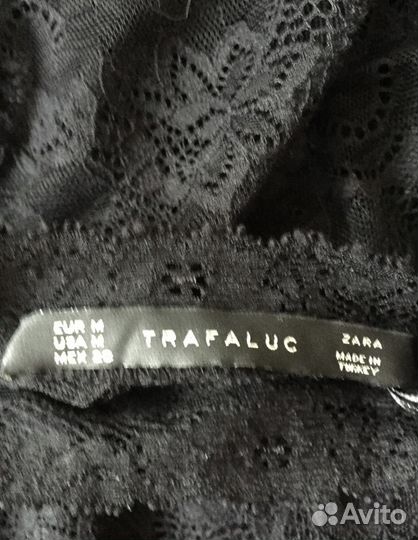 EUR M
USA M
MEX 28
TRAFALUC
ZARA
MADE IN
TURKEY
Avito